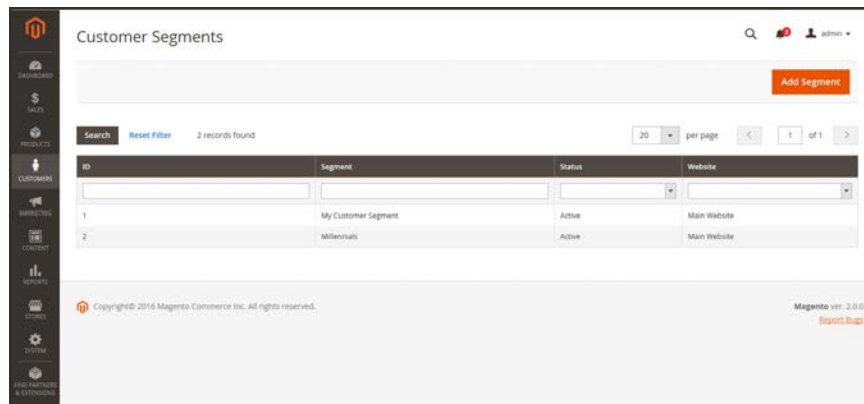 Customer Segments
admin
DASHBOARD
SALES
PRODUCTS
CUSTOMERS
MARKETING
CONTENT
REPORTS
STORES
SYSTEM
FIND PARTNERS
& EXTENSIONS
Add Segment
Search Reset Filter 2 records found 20 per page 1 of 1
ID Segment Status Website
1 My Customer Segment Active Main Website
2 Millennials Active Main Website
Copyright© 2016 Magento Commerce Inc. All rights reserved.
Magento ver. 2.0.0
Report Bugs